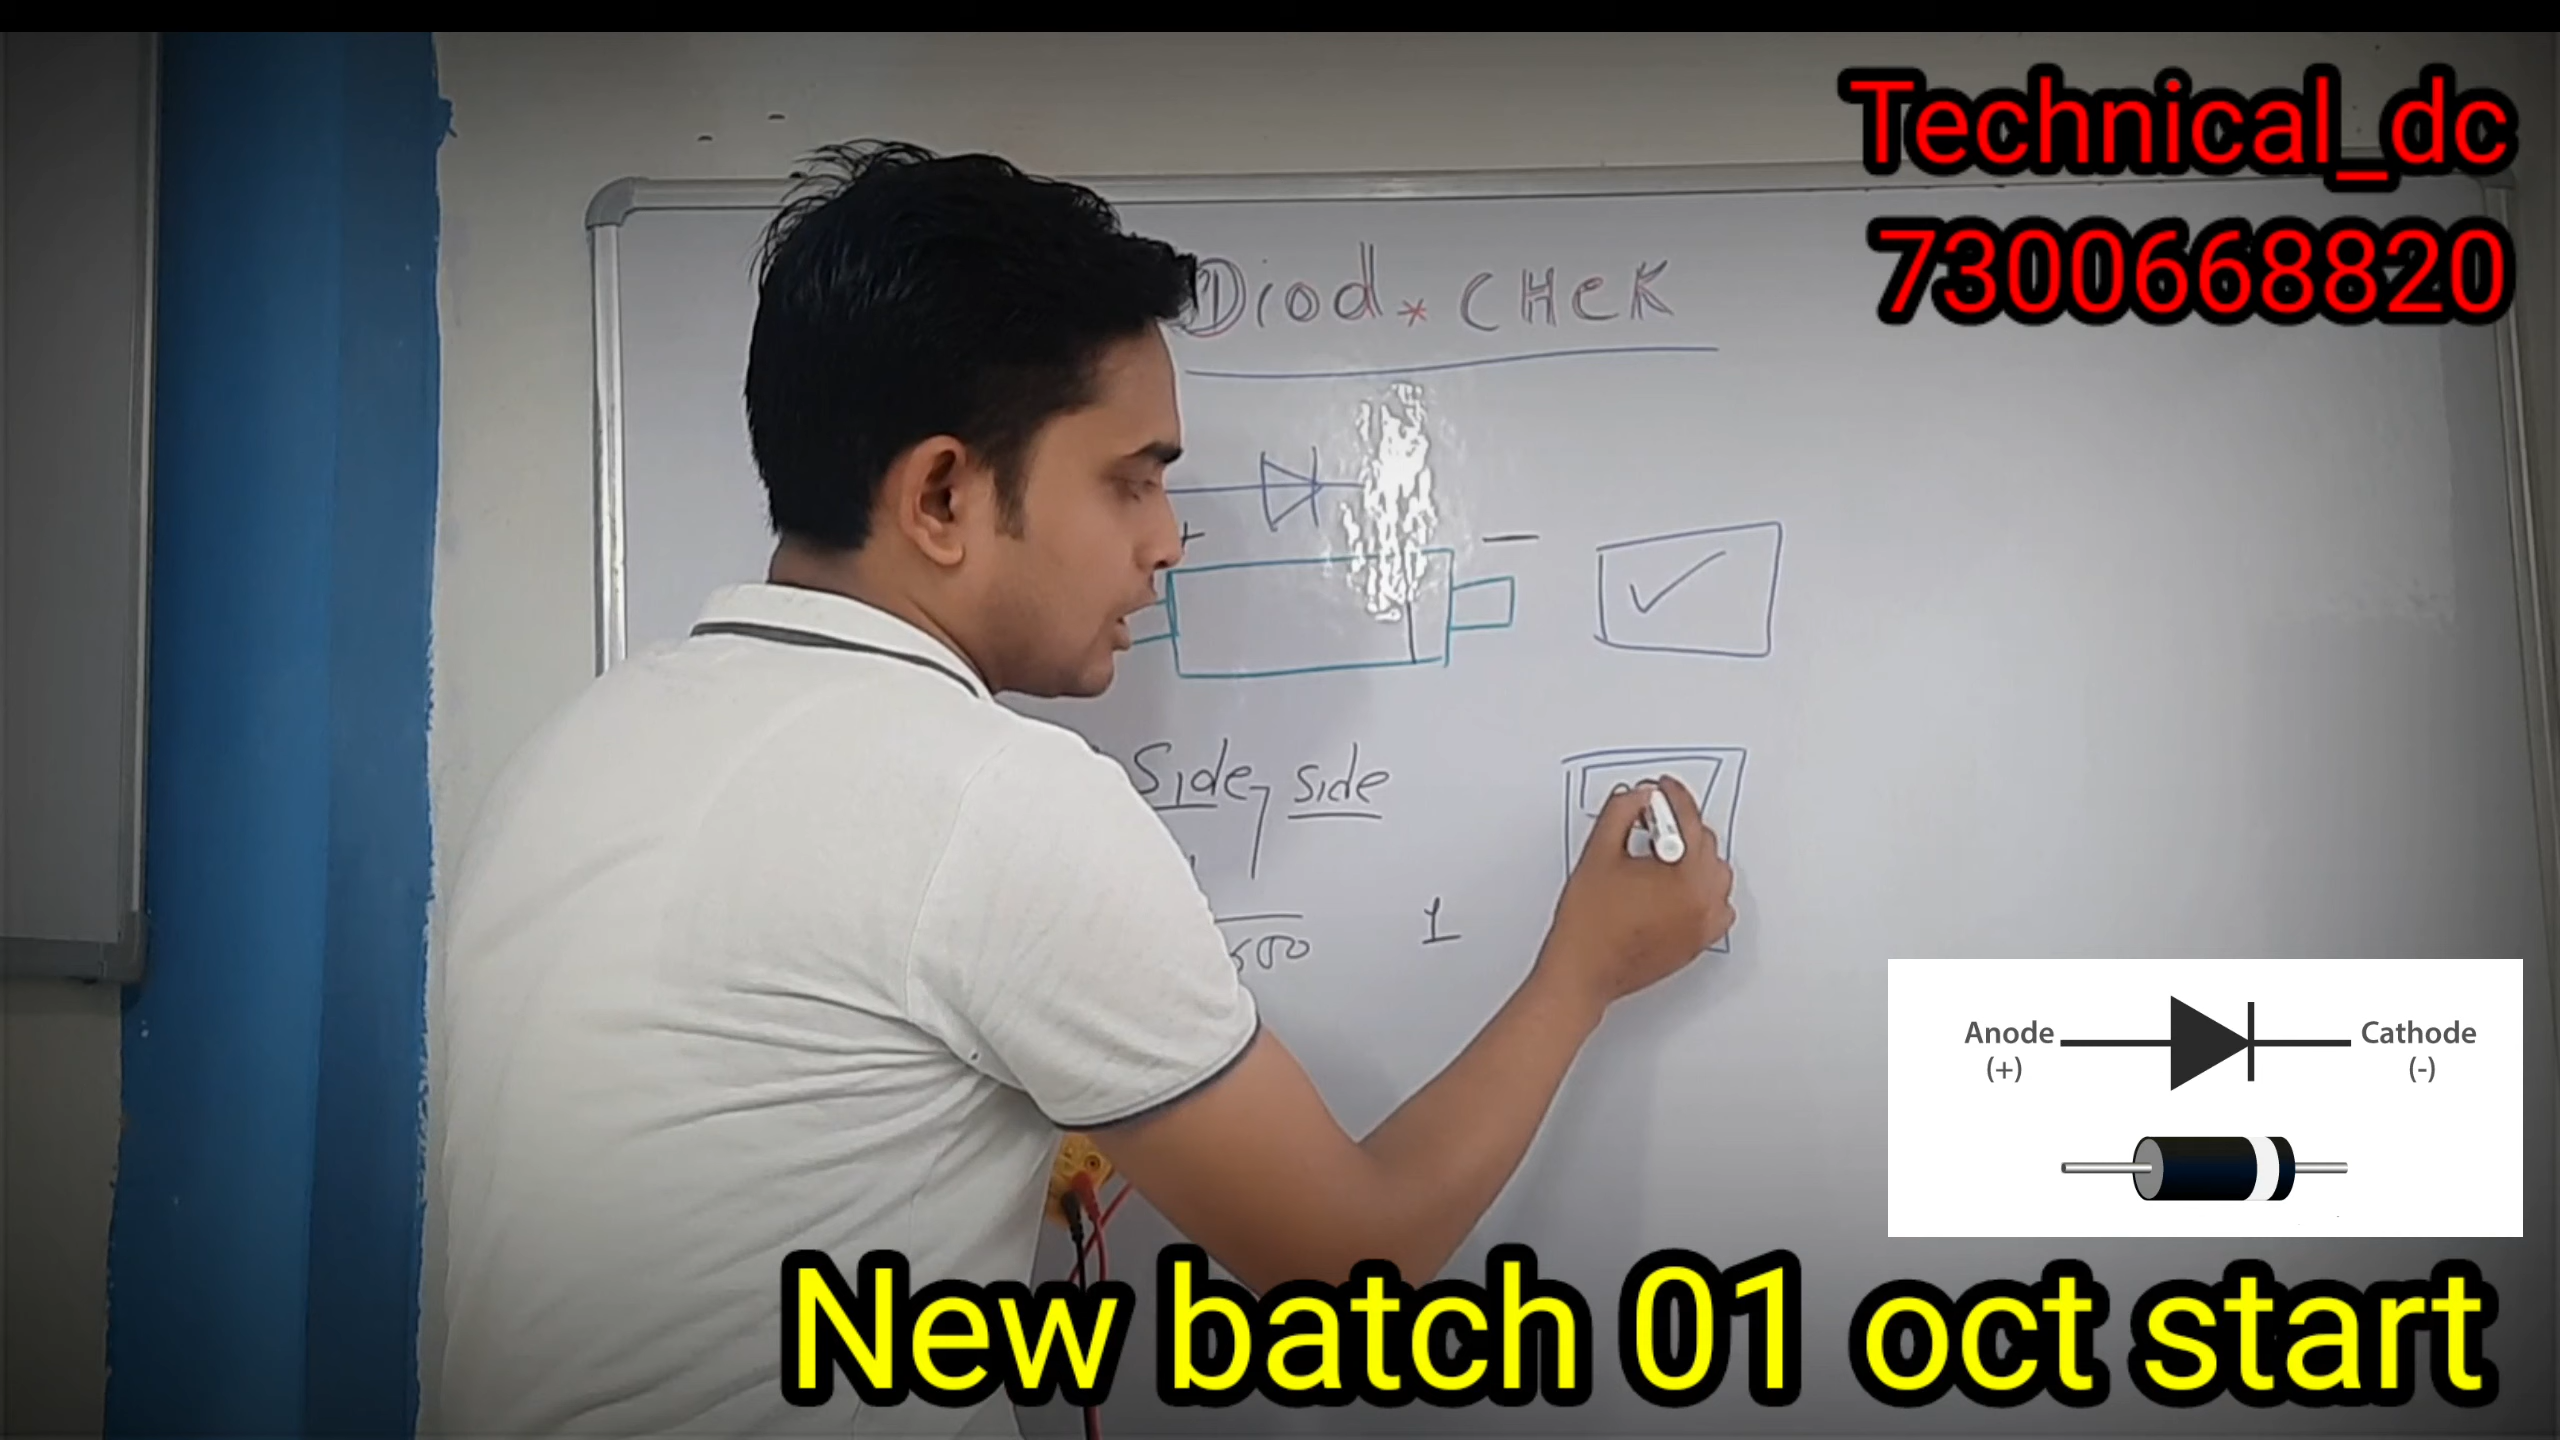 Technical_dc
7300668820
Diod * CHeK
+ −
Side, side
1
Anode
(+)
Cathode
(-)
New batch 01 oct start